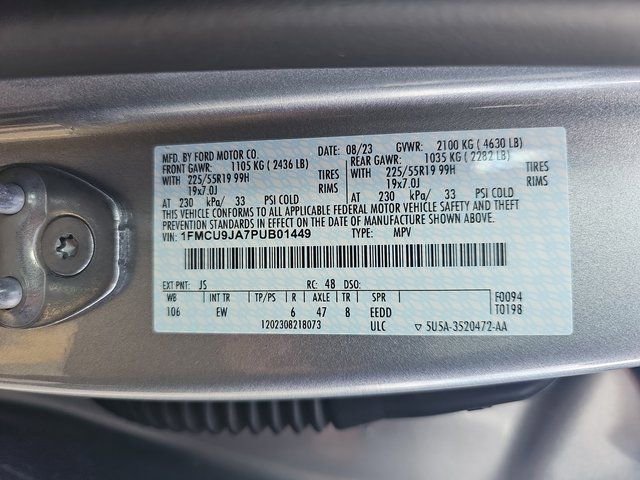 MFD. BY FORD MOTOR CO. DATE: 08/23 GVWR: 2100 KG ( 4630 LB)
FRONT GAWR: 1105 KG ( 2436 LB) REAR GAWR: 1035 KG ( 2282 LB)
WITH 225/55R19 99H TIRES WITH 225/55R19 99H TIRES
19x7.0J RIMS 19x7.0J RIMS
AT 230 kPa/ 33 PSI COLD AT 230 kPa/ 33 PSI COLD
THIS VEHICLE CONFORMS TO ALL APPLICABLE FEDERAL MOTOR VEHICLE SAFETY AND THEFT
PREVENTION STANDARDS IN EFFECT ON THE DATE OF MANUFACTURE SHOWN ABOVE.
VIN: 1FMCU9JA7PUB01449 TYPE: MPV
EXT PNT: JS RC: 48 DSO:
WB INT TR TP/PS R AXLE TR SPR F0094
106 EW 6 47 8 EEDD T0198
1202308218073 ULC ▽ 5U5A-3520472-AA